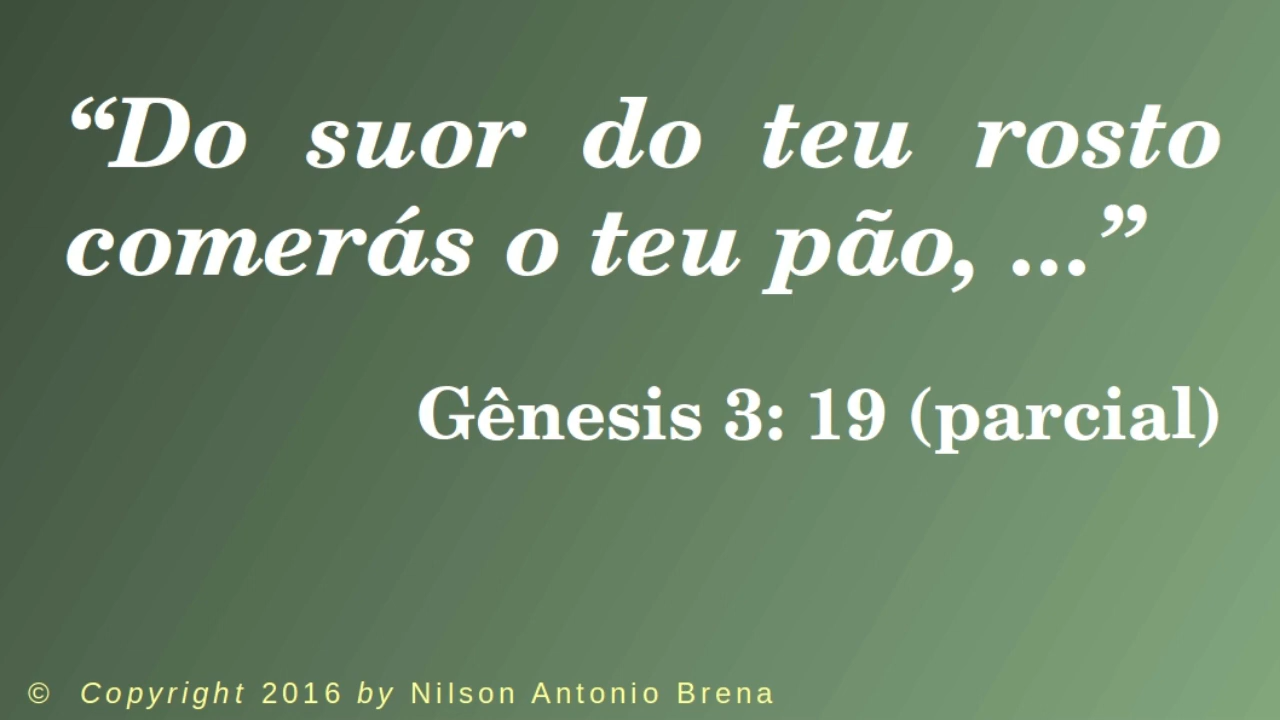 “Do suor do teu rosto
comerás o teu pão, ...”
Gênesis 3: 19 (parcial)
© Copyright 2016 by Nilson Antonio Brena